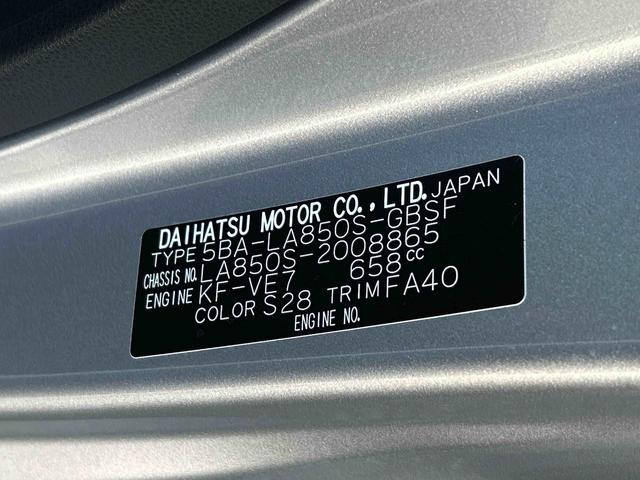 DAIHATSU MOTOR CO., LTD. JAPAN
TYPE 5BA-LA850S-GBSF
CHASSIS NO. LA850S-2008865
ENGINE KF-VE7 658cc
COLOR S28 TRIM FA40
ENGINE NO.